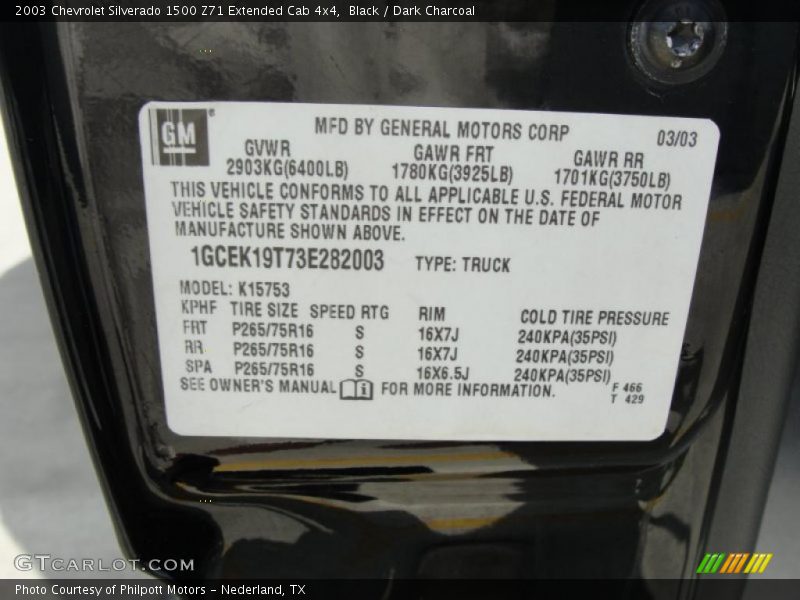 2003 Chevrolet Silverado 1500 Z71 Extended Cab 4x4,  Black / Dark Charcoal
GM
MFD BY GENERAL MOTORS CORP 03/03
GVWR GAWR FRT GAWR RR
2903KG(6400LB) 1780KG(3925LB) 1701KG(3750LB)
THIS VEHICLE CONFORMS TO ALL APPLICABLE U.S. FEDERAL MOTOR
VEHICLE SAFETY STANDARDS IN EFFECT ON THE DATE OF
MANUFACTURE SHOWN ABOVE.
1GCEK19T73E282003 TYPE: TRUCK
MODEL: K15753
KPHF TIRE SIZE SPEED RTG RIM COLD TIRE PRESSURE
FRT P265/75R16 S 16X7J 240KPA(35PSI)
RR P265/75R16 S 16X7J 240KPA(35PSI)
SPA P265/75R16 S 16X6.5J 240KPA(35PSI)
SEE OWNER'S MANUAL FOR MORE INFORMATION.
F 466
T 429
GTCARLOT.COM
Photo Courtesy of Philpott Motors – Nederland, TX